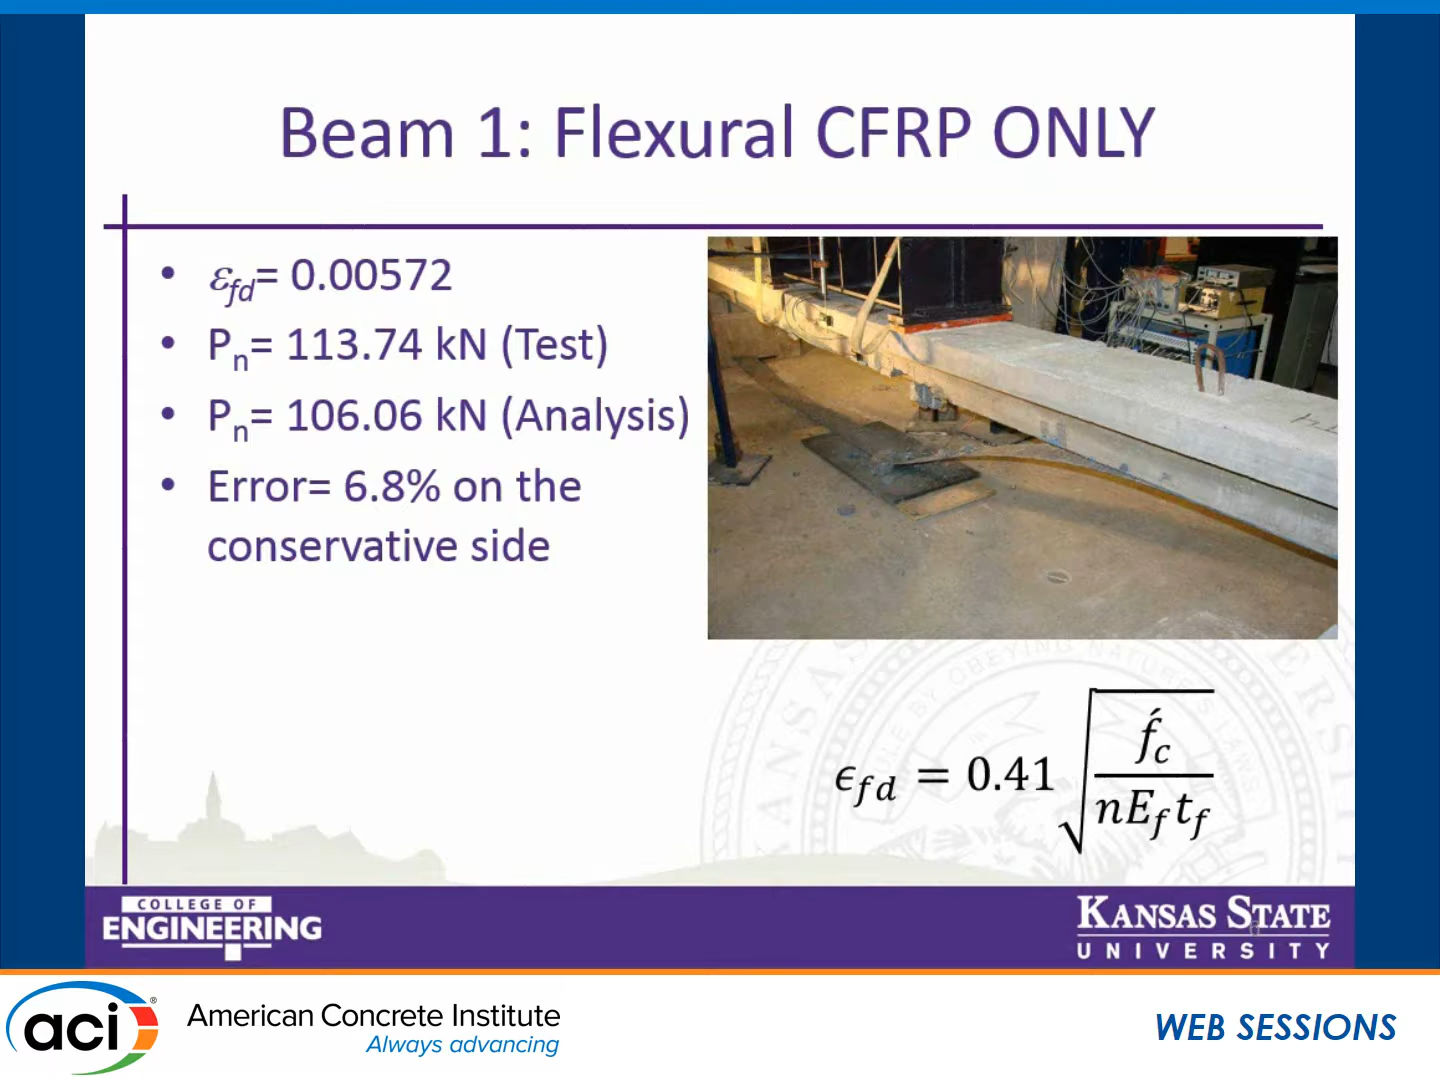 Beam 1: Flexural CFRP ONLY
• εfd= 0.00572
• Pn= 113.74 kN (Test)
• Pn= 106.06 kN (Analysis)
• Error= 6.8% on the
conservative side
ϵfd = 0.41 √(f́c / nEf tf)
COLLEGE OF
ENGINEERING
KANSAS STATE
UNIVERSITY
aci®
American Concrete Institute
Always advancing
WEB SESSIONS